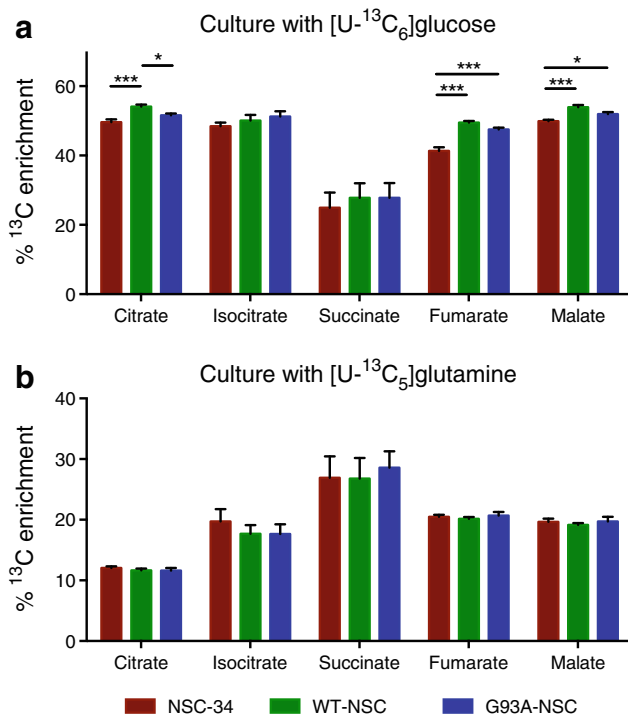 a
Culture with [U-¹³C₆]glucose
% ¹³C enrichment
60
40
20
0
***
*
***
***
*
***
Citrate Isocitrate Succinate Fumarate Malate
b
Culture with [U-¹³C₅]glutamine
% ¹³C enrichment
40
30
20
10
0
Citrate Isocitrate Succinate Fumarate Malate
NSC-34 WT-NSC G93A-NSC